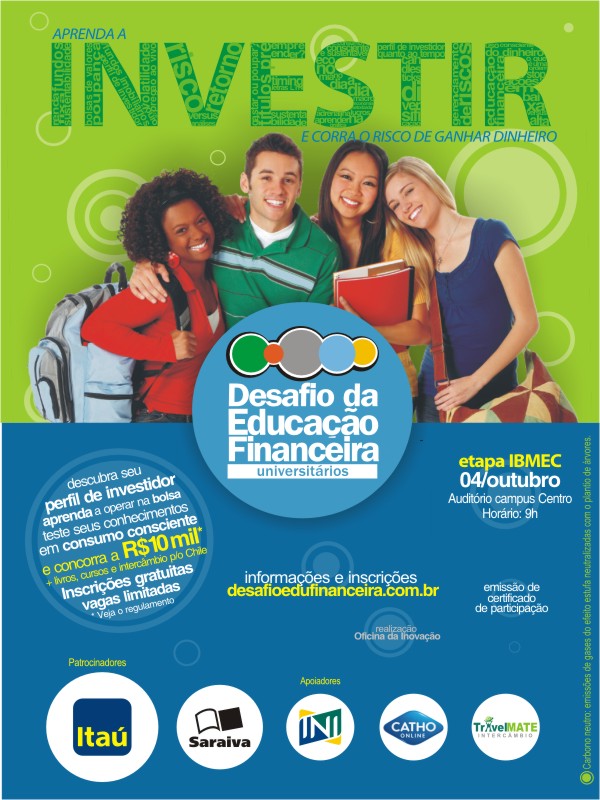 APRENDA A
INVESTIR
E CORRA O RISCO DE GANHAR DINHEIRO
Desafio da
Educação
Financeira
universitários
descubra seu
perfil de investidor
aprenda a operar na bolsa
teste seus conhecimentos
em consumo consciente
e concorra a R$10 mil*
+ livros, cursos e intercâmbio p/o Chile
Inscrições gratuitas
vagas limitadas
* Veja o regulamento
etapa IBMEC
04/outubro
Auditório campus Centro
Horário: 9h
informações e inscrições
desafioedufinanceira.com.br
emissão de
certificado
de participação
realização
Oficina da Inovação
Patrocinadores
Apoiadores
Itaú
Saraiva
CATHO
ONLINE
TravelMATE
INTERCÂMBIO
Carbono neutro: emissões de gases do efeito estufa neutralizadas com o plantio de árvores.